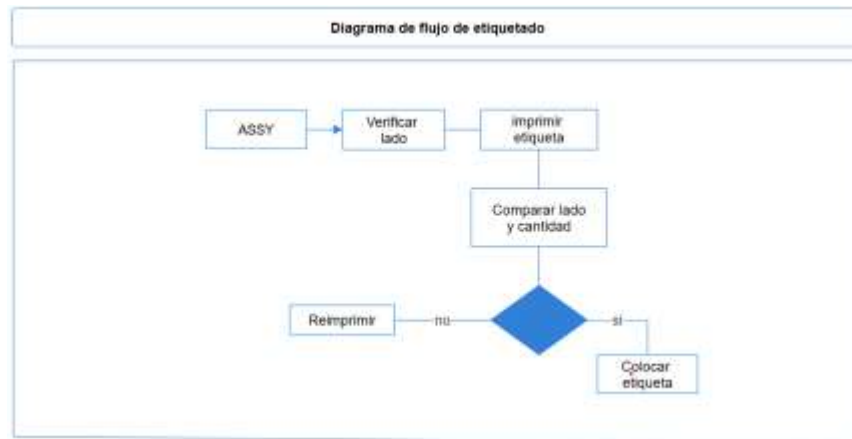 Diagrama de flujo de etiquetado
ASSY
Verificar
lado
imprimir
etiqueta
Comparar lado
y cantidad
Reimprimir
no
si
Colocar
etiqueta